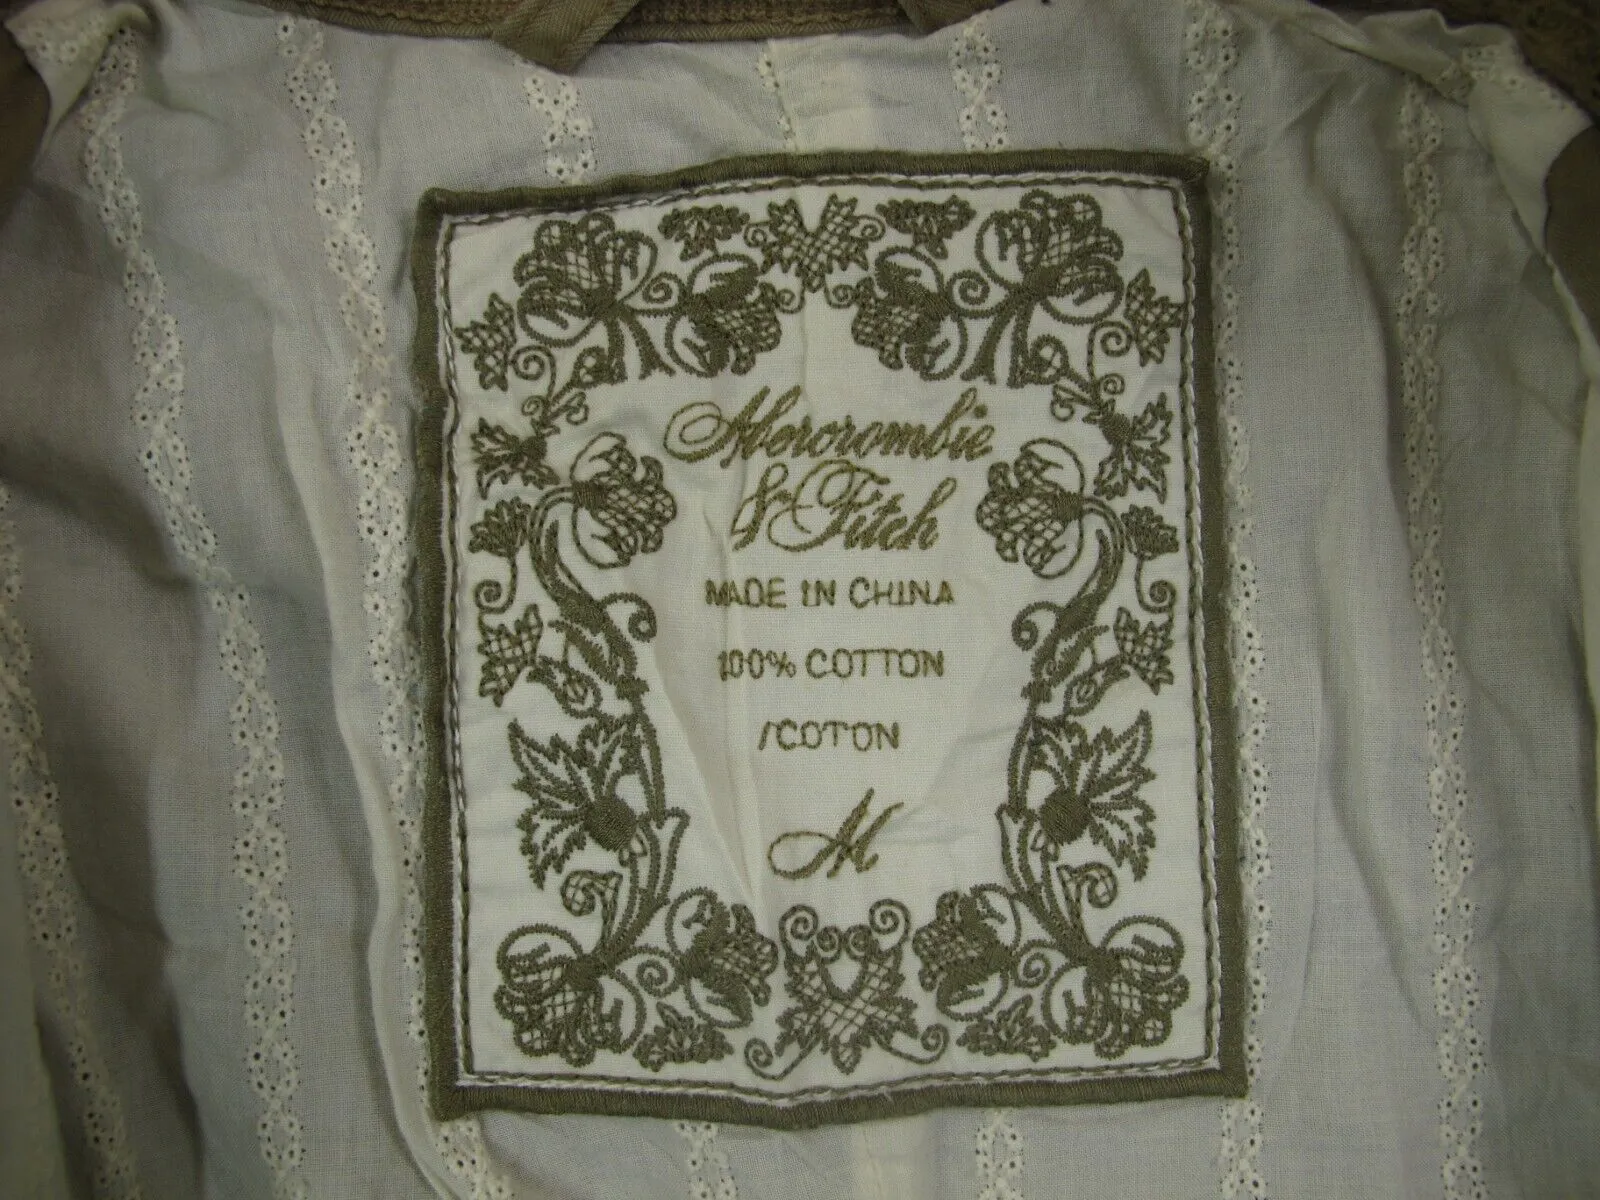 Abercrombie
& Fitch
MADE IN CHINA
100% COTTON
/COTON
M